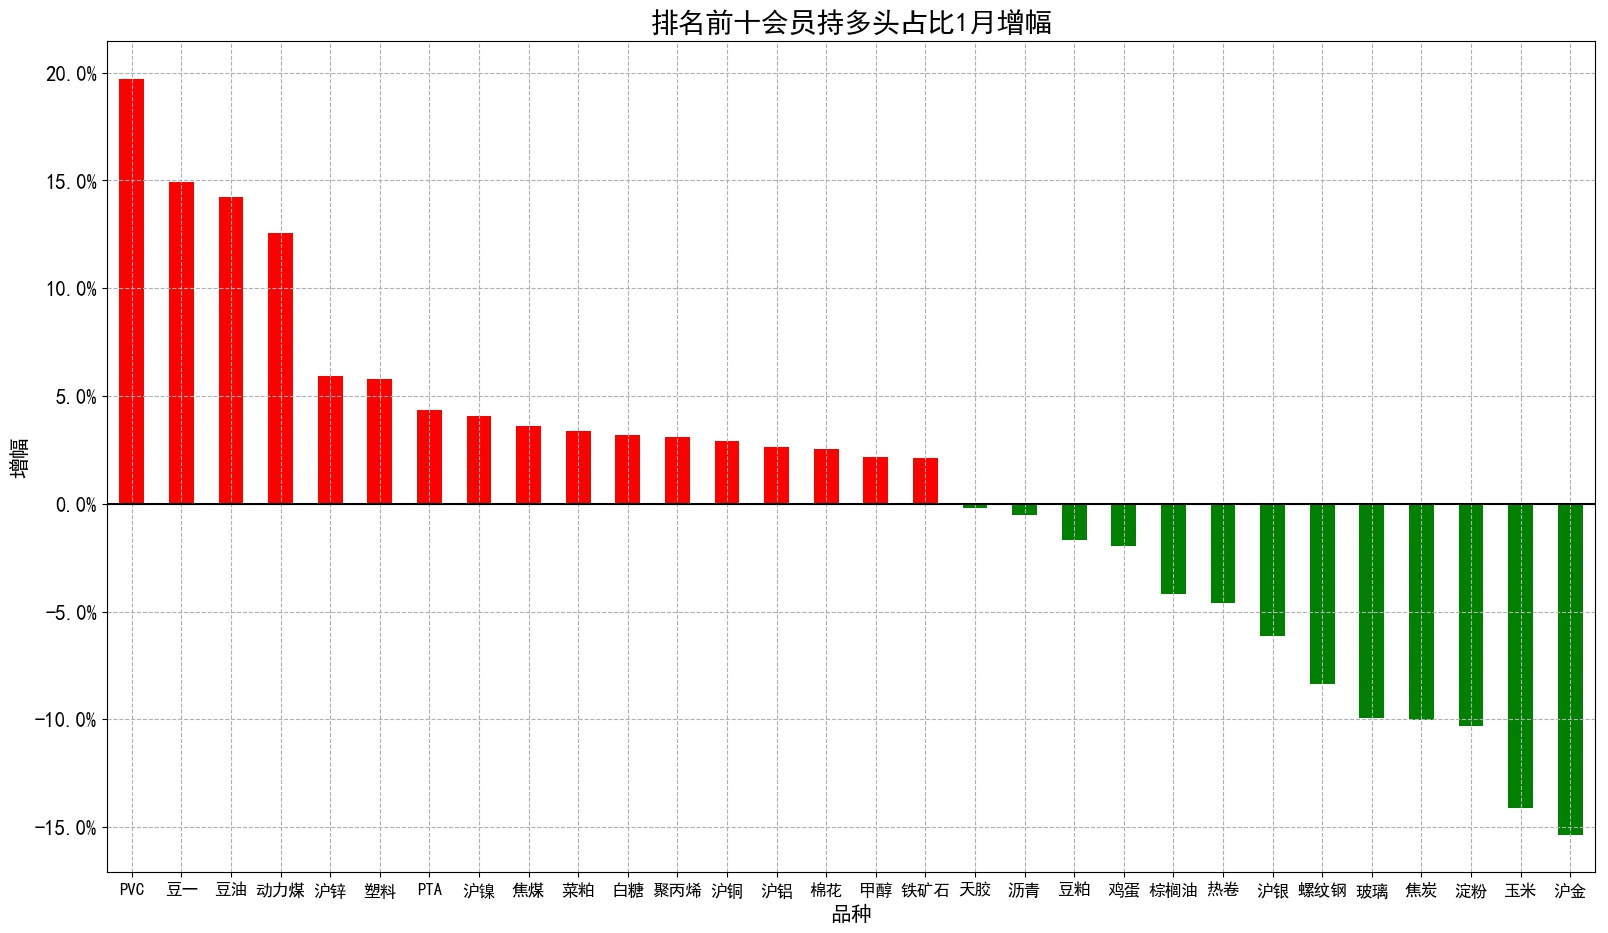 排名前十会员持多头占比1月增幅
20.0%
15.0%
10.0%
5.0%
0.0%
−5.0%
−10.0%
−15.0%
增幅
PVC 豆一 豆油 动力煤 沪锌 塑料 PTA 沪镍 焦煤 菜粕 白糖 聚丙烯 沪铜 沪铝 棉花 甲醇 铁矿石 天胶 沥青 豆粕 鸡蛋 棕榈油 热卷 沪银 螺纹钢 玻璃 焦炭 淀粉 玉米 沪金
品种